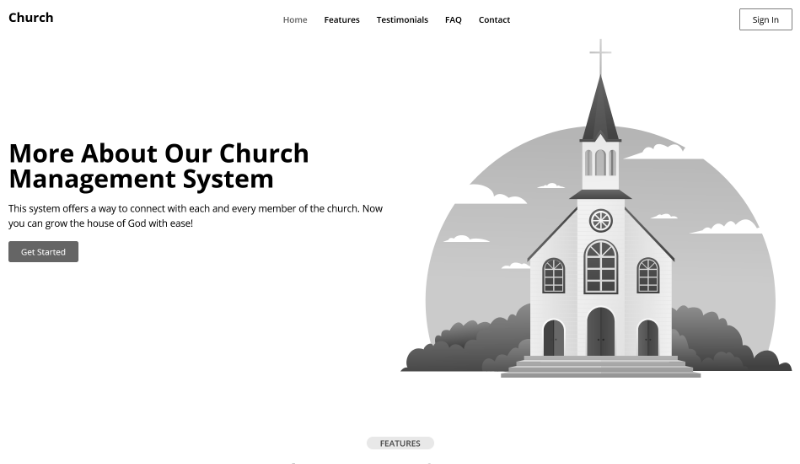 Church
Home Features Testimonials FAQ Contact
Sign In
More About Our Church
Management System
This system offers a way to connect with each and every member of the church. Now
you can grow the house of God with ease!
Get Started
FEATURES